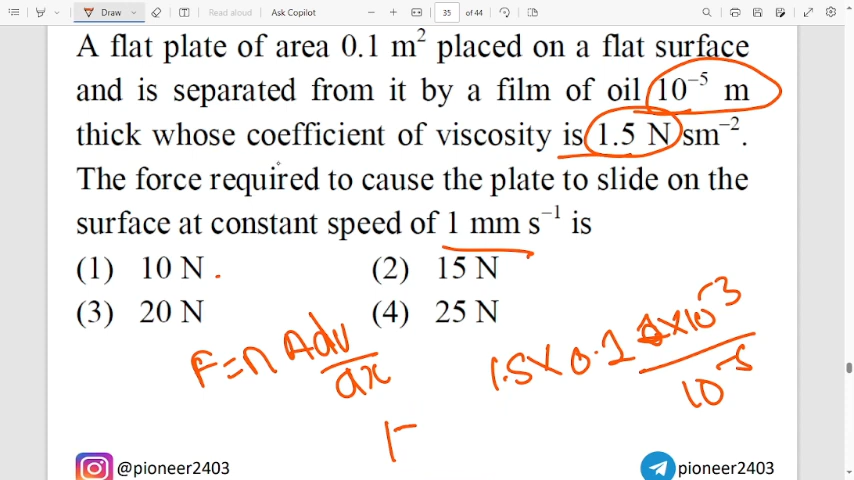 Draw
Read aloud
Ask Copilot
35 of 44
A flat plate of area 0.1 m² placed on a flat surface
and is separated from it by a film of oil 10⁻⁵ m
thick whose coefficient of viscosity is 1.5 N sm⁻².
The force required to cause the plate to slide on the
surface at constant speed of 1 mm s⁻¹ is
(1) 10 N
(2) 15 N
(3) 20 N
(4) 25 N
F=η A dv/dx
1.5×0.1 ×10⁻³/10⁻⁵
@pioneer2403
pioneer2403